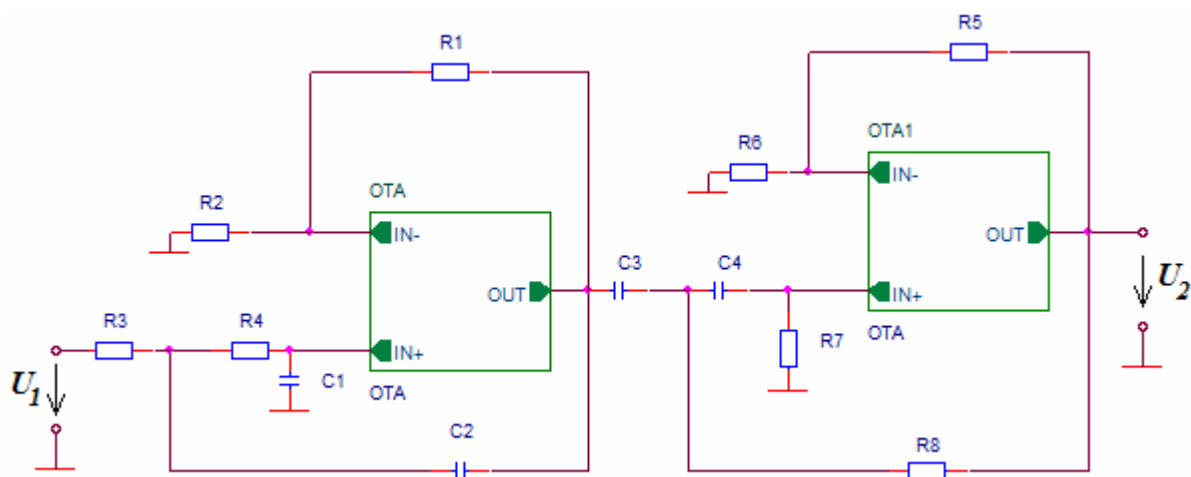 R1
R5
OTA1
R6
IN-
OTA
R2
IN-
OUT
C3
C4
U2
OUT
IN+
R3
R4
R7
OTA
IN+
U1
C1
OTA
C2
R8